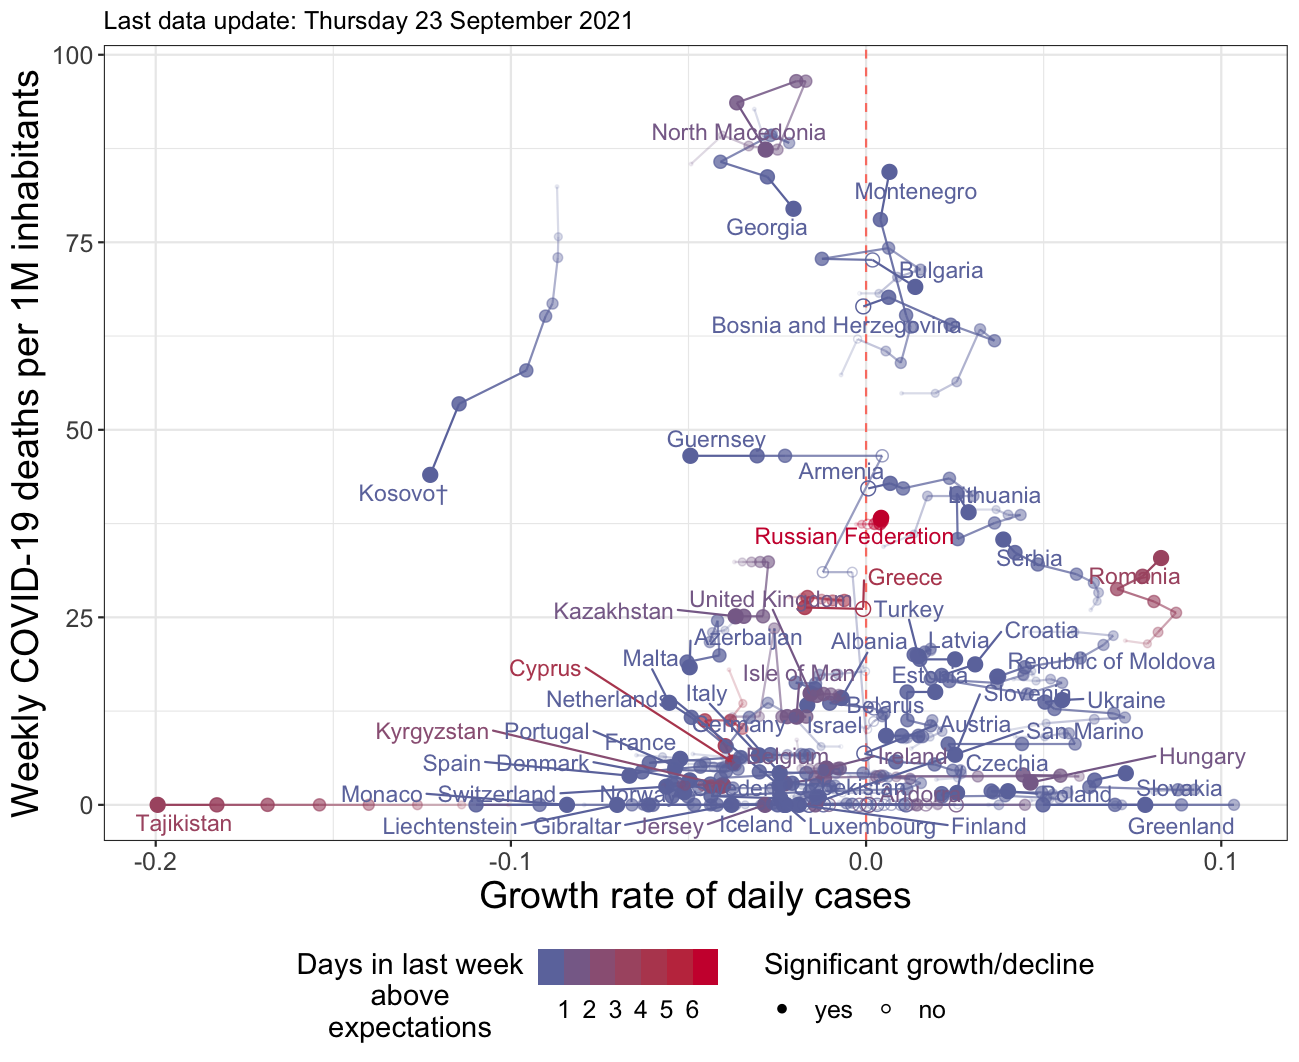 Last data update: Thursday 23 September 2021
Weekly COVID-19 deaths per 1M inhabitants
100
75
50
25
0
North Macedonia
Montenegro
Georgia
Bulgaria
Bosnia and Herzegovina
Guernsey
Armenia
Kosovo†
Lithuania
Russian Federation
Serbia
Romania
Greece
United Kingdom
Kazakhstan
Turkey
Azerbaijan
Albania
Latvia
Croatia
Malta
Cyprus
Isle of Man
Estonia
Republic of Moldova
Netherlands
Italy
Slovenia
Ukraine
Belarus
Germany
Israel
Austria
San Marino
Kyrgyzstan
Portugal
France
Belgium
Ireland
Hungary
Spain
Denmark
Czechia
Monaco
Switzerland
Norway
Andorra
Poland
Slovakia
Tajikistan
Liechtenstein
Gibraltar
Jersey
Iceland
Luxembourg
Finland
Greenland
-0.2
-0.1
0.0
0.1
Growth rate of daily cases
Days in last week
above
expectations
1 2 3 4 5 6
Significant growth/decline
yes
no